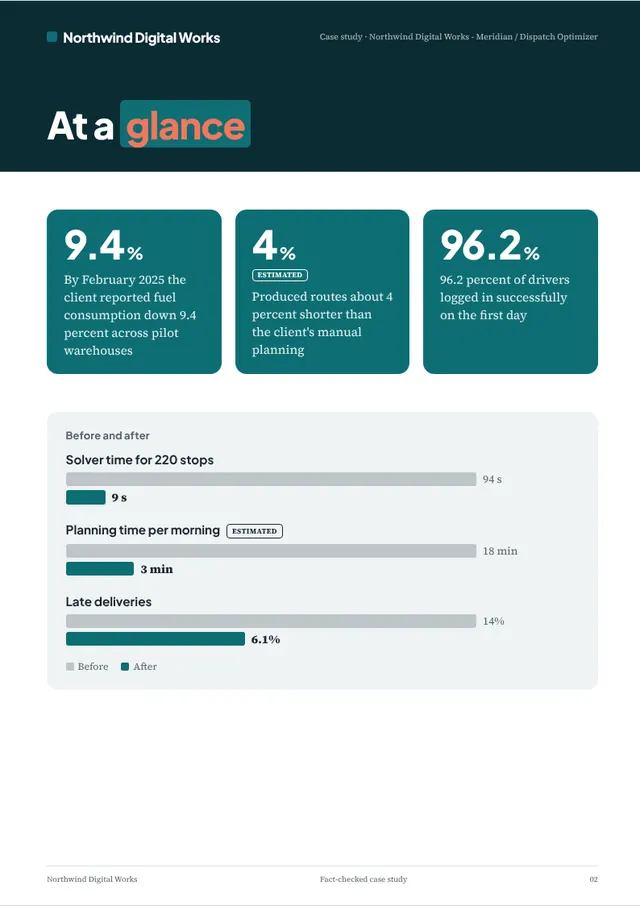 Northwind Digital Works
Case study · Northwind Digital Works - Meridian / Dispatch Optimizer
At a glance
9.4%
By February 2025 the
client reported fuel
consumption down 9.4
percent across pilot
warehouses
4%
ESTIMATED
Produced routes about 4
percent shorter than
the client's manual
planning
96.2%
96.2 percent of drivers
logged in successfully
on the first day
Before and after
Solver time for 220 stops
94 s
9 s
Planning time per morning ESTIMATED
18 min
3 min
Late deliveries
14%
6.1%
Before After
Northwind Digital Works
Fact-checked case study
02